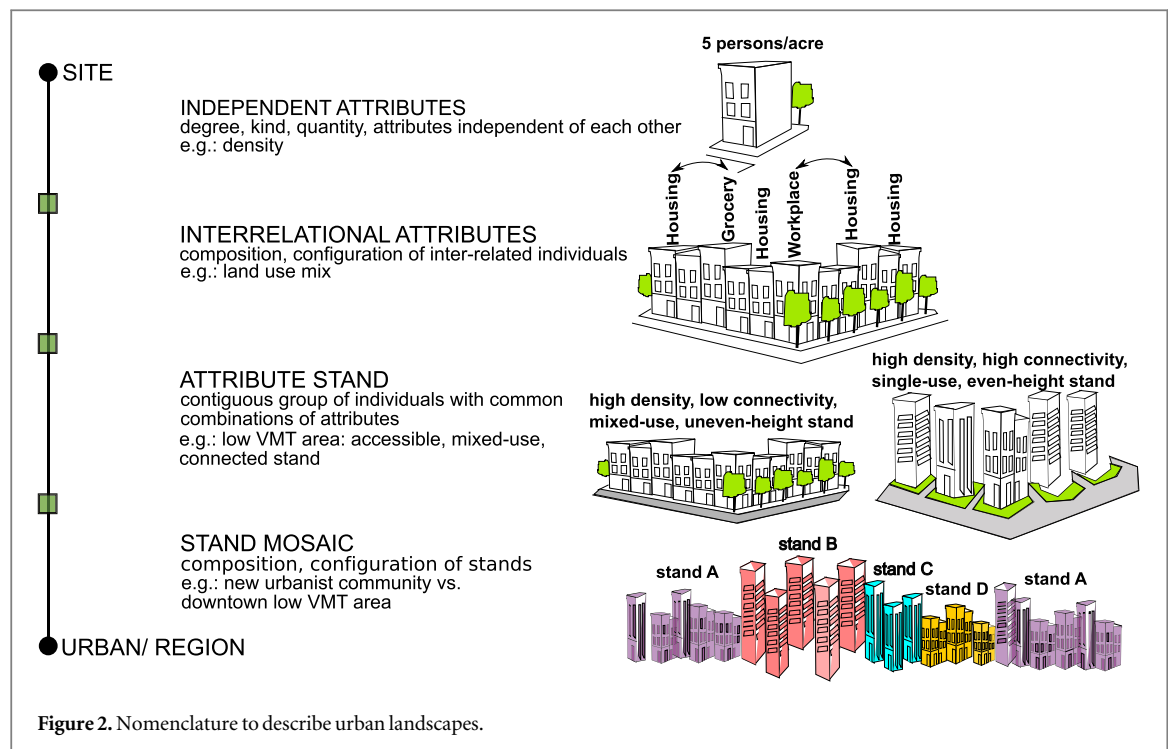 SITE
5 persons/acre
INDEPENDENT ATTRIBUTES
degree, kind, quantity, attributes independent of each other
e.g.: density
Housing
Grocery
Housing
Workplace
Housing
Housing
INTERRELATIONAL ATTRIBUTES
composition, configuration of inter-related individuals
e.g.: land use mix
ATTRIBUTE STAND
contiguous group of individuals with common
combinations of attributes
e.g.: low VMT area: accessible, mixed-use,
connected stand
high density, low connectivity,
mixed-use, uneven-height stand
high density, high connectivity,
single-use, even-height stand
STAND MOSAIC
composition, configuration of stands
e.g.: new urbanist community vs.
downtown low VMT area
stand A
stand B
stand C
stand D
stand A
URBAN/ REGION
Figure 2. Nomenclature to describe urban landscapes.